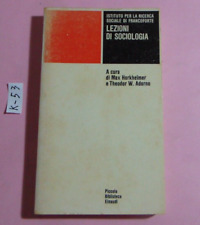 K-53
ISTITUTO PER LA RICERCA
SOCIALE DI FRANCOFORTE
LEZIONI
DI SOCIOLOGIA
A cura
di Max Horkheimer
e Theodor W. Adorno
Piccola
Biblioteca
Einaudi